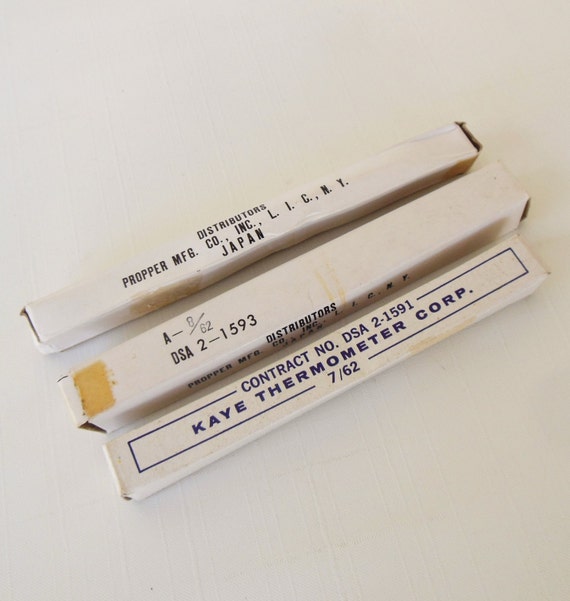 DISTRIBUTORS
PROPPER MFG. CO., INC., L. I. C., N. Y.
JAPAN
A- 8/62
DSA 2-1593
DISTRIBUTORS
PROPPER MFG. CO., INC., L. I. C., N. Y.
CONTRACT NO. DSA 2-1591
KAYE THERMOMETER CORP.
7/62